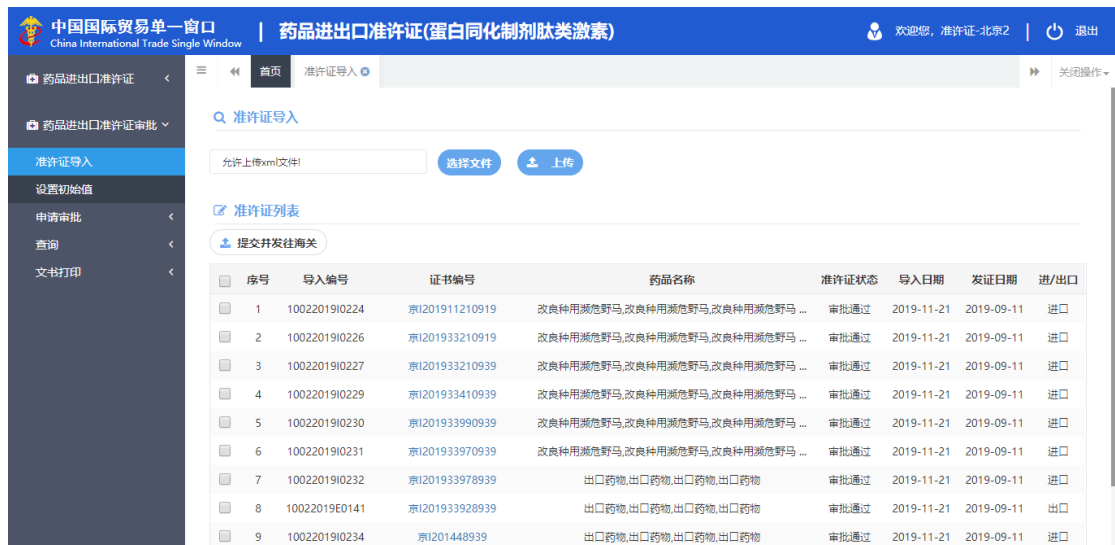 中国国际贸易单一窗口
China International Trade Single Window
药品进出口准许证(蛋白同化制剂肽类激素)
欢迎您，准许证-北京2
退出
药品进出口准许证
首页
准许证导入
关闭操作
药品进出口准许证审批
准许证导入
设置初始值
申请审批
查询
文书打印
准许证导入
允许上传xml文件!
选择文件
上传
准许证列表
提交并发往海关
序号 导入编号 证书编号 药品名称 准许证状态 导入日期 发证日期 进/出口
1 10022019I0224 京I201911210919 改良种用濒危野马,改良种用濒危野马,改良种用濒危野马 ... 审批通过 2019-11-21 2019-09-11 进口
2 10022019I0226 京I201933210919 改良种用濒危野马,改良种用濒危野马,改良种用濒危野马 ... 审批通过 2019-11-21 2019-09-11 进口
3 10022019I0227 京I201933210939 改良种用濒危野马,改良种用濒危野马,改良种用濒危野马 ... 审批通过 2019-11-21 2019-09-11 进口
4 10022019I0229 京I201933410939 改良种用濒危野马,改良种用濒危野马,改良种用濒危野马 ... 审批通过 2019-11-21 2019-09-11 进口
5 10022019I0230 京I201933990939 改良种用濒危野马,改良种用濒危野马,改良种用濒危野马 ... 审批通过 2019-11-21 2019-09-11 进口
6 10022019I0231 京I201933970939 改良种用濒危野马,改良种用濒危野马,改良种用濒危野马 ... 审批通过 2019-11-21 2019-09-11 进口
7 10022019I0232 京I201933978939 出口药物,出口药物,出口药物,出口药物 审批通过 2019-11-21 2019-09-11 进口
8 10022019E0141 京I201933928939 出口药物,出口药物,出口药物,出口药物 审批通过 2019-11-21 2019-09-11 出口
9 10022019I0234 京I201448939 出口药物,出口药物,出口药物,出口药物 审批通过 2019-11-21 2019-09-11 进口